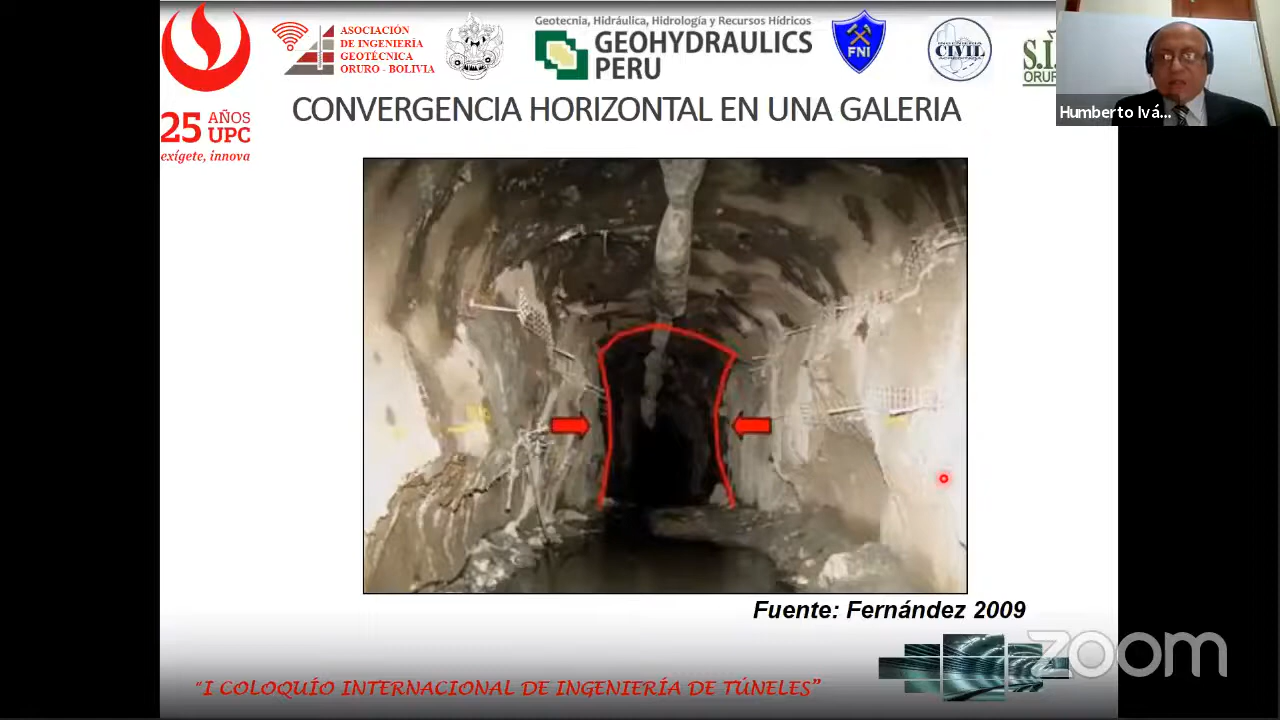 25 AÑOS
UPC
exígete, innova
ASOCIACIÓN
DE INGENIERÍA
GEOTÉCNICA
ORURO - BOLIVIA
Geotecnia, Hidráulica, Hidrología y Recursos Hídricos
GEOHYDRAULICS
PERU
FNI
CIVIL
S.I
ORUR
Humberto Ivá...
CONVERGENCIA HORIZONTAL EN UNA GALERIA
Fuente: Fernández 2009
zoom
"I COLOQUÍO INTERNACIONAL DE INGENIERÍA DE TÚNELES"